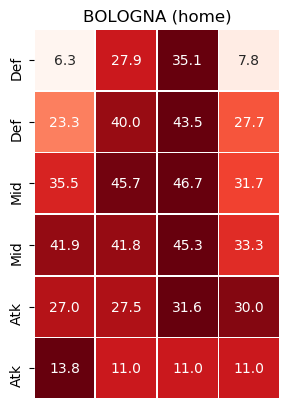 BOLOGNA (home)
Def 6.3 27.9 35.1 7.8
Def 23.3 40.0 43.5 27.7
Mid 35.5 45.7 46.7 31.7
Mid 41.9 41.8 45.3 33.3
Atk 27.0 27.5 31.6 30.0
Atk 13.8 11.0 11.0 11.0